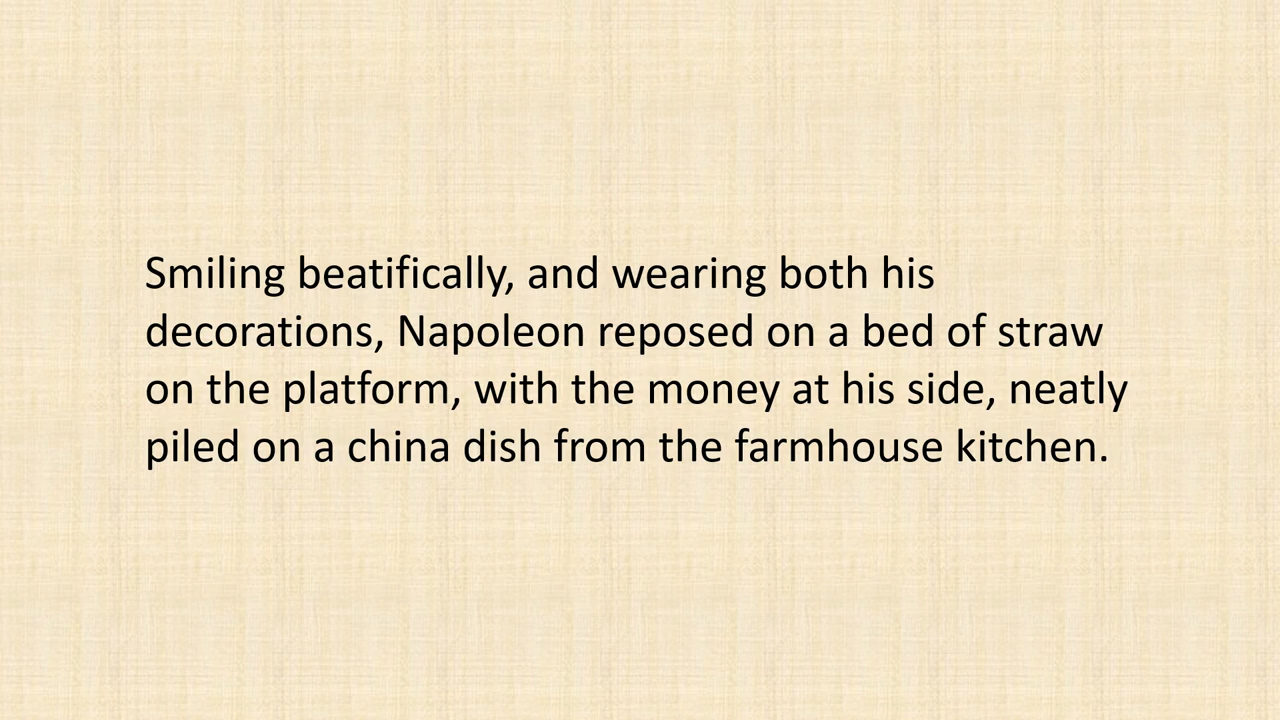 Smiling beatifically, and wearing both his
decorations, Napoleon reposed on a bed of straw
on the platform, with the money at his side, neatly
piled on a china dish from the farmhouse kitchen.